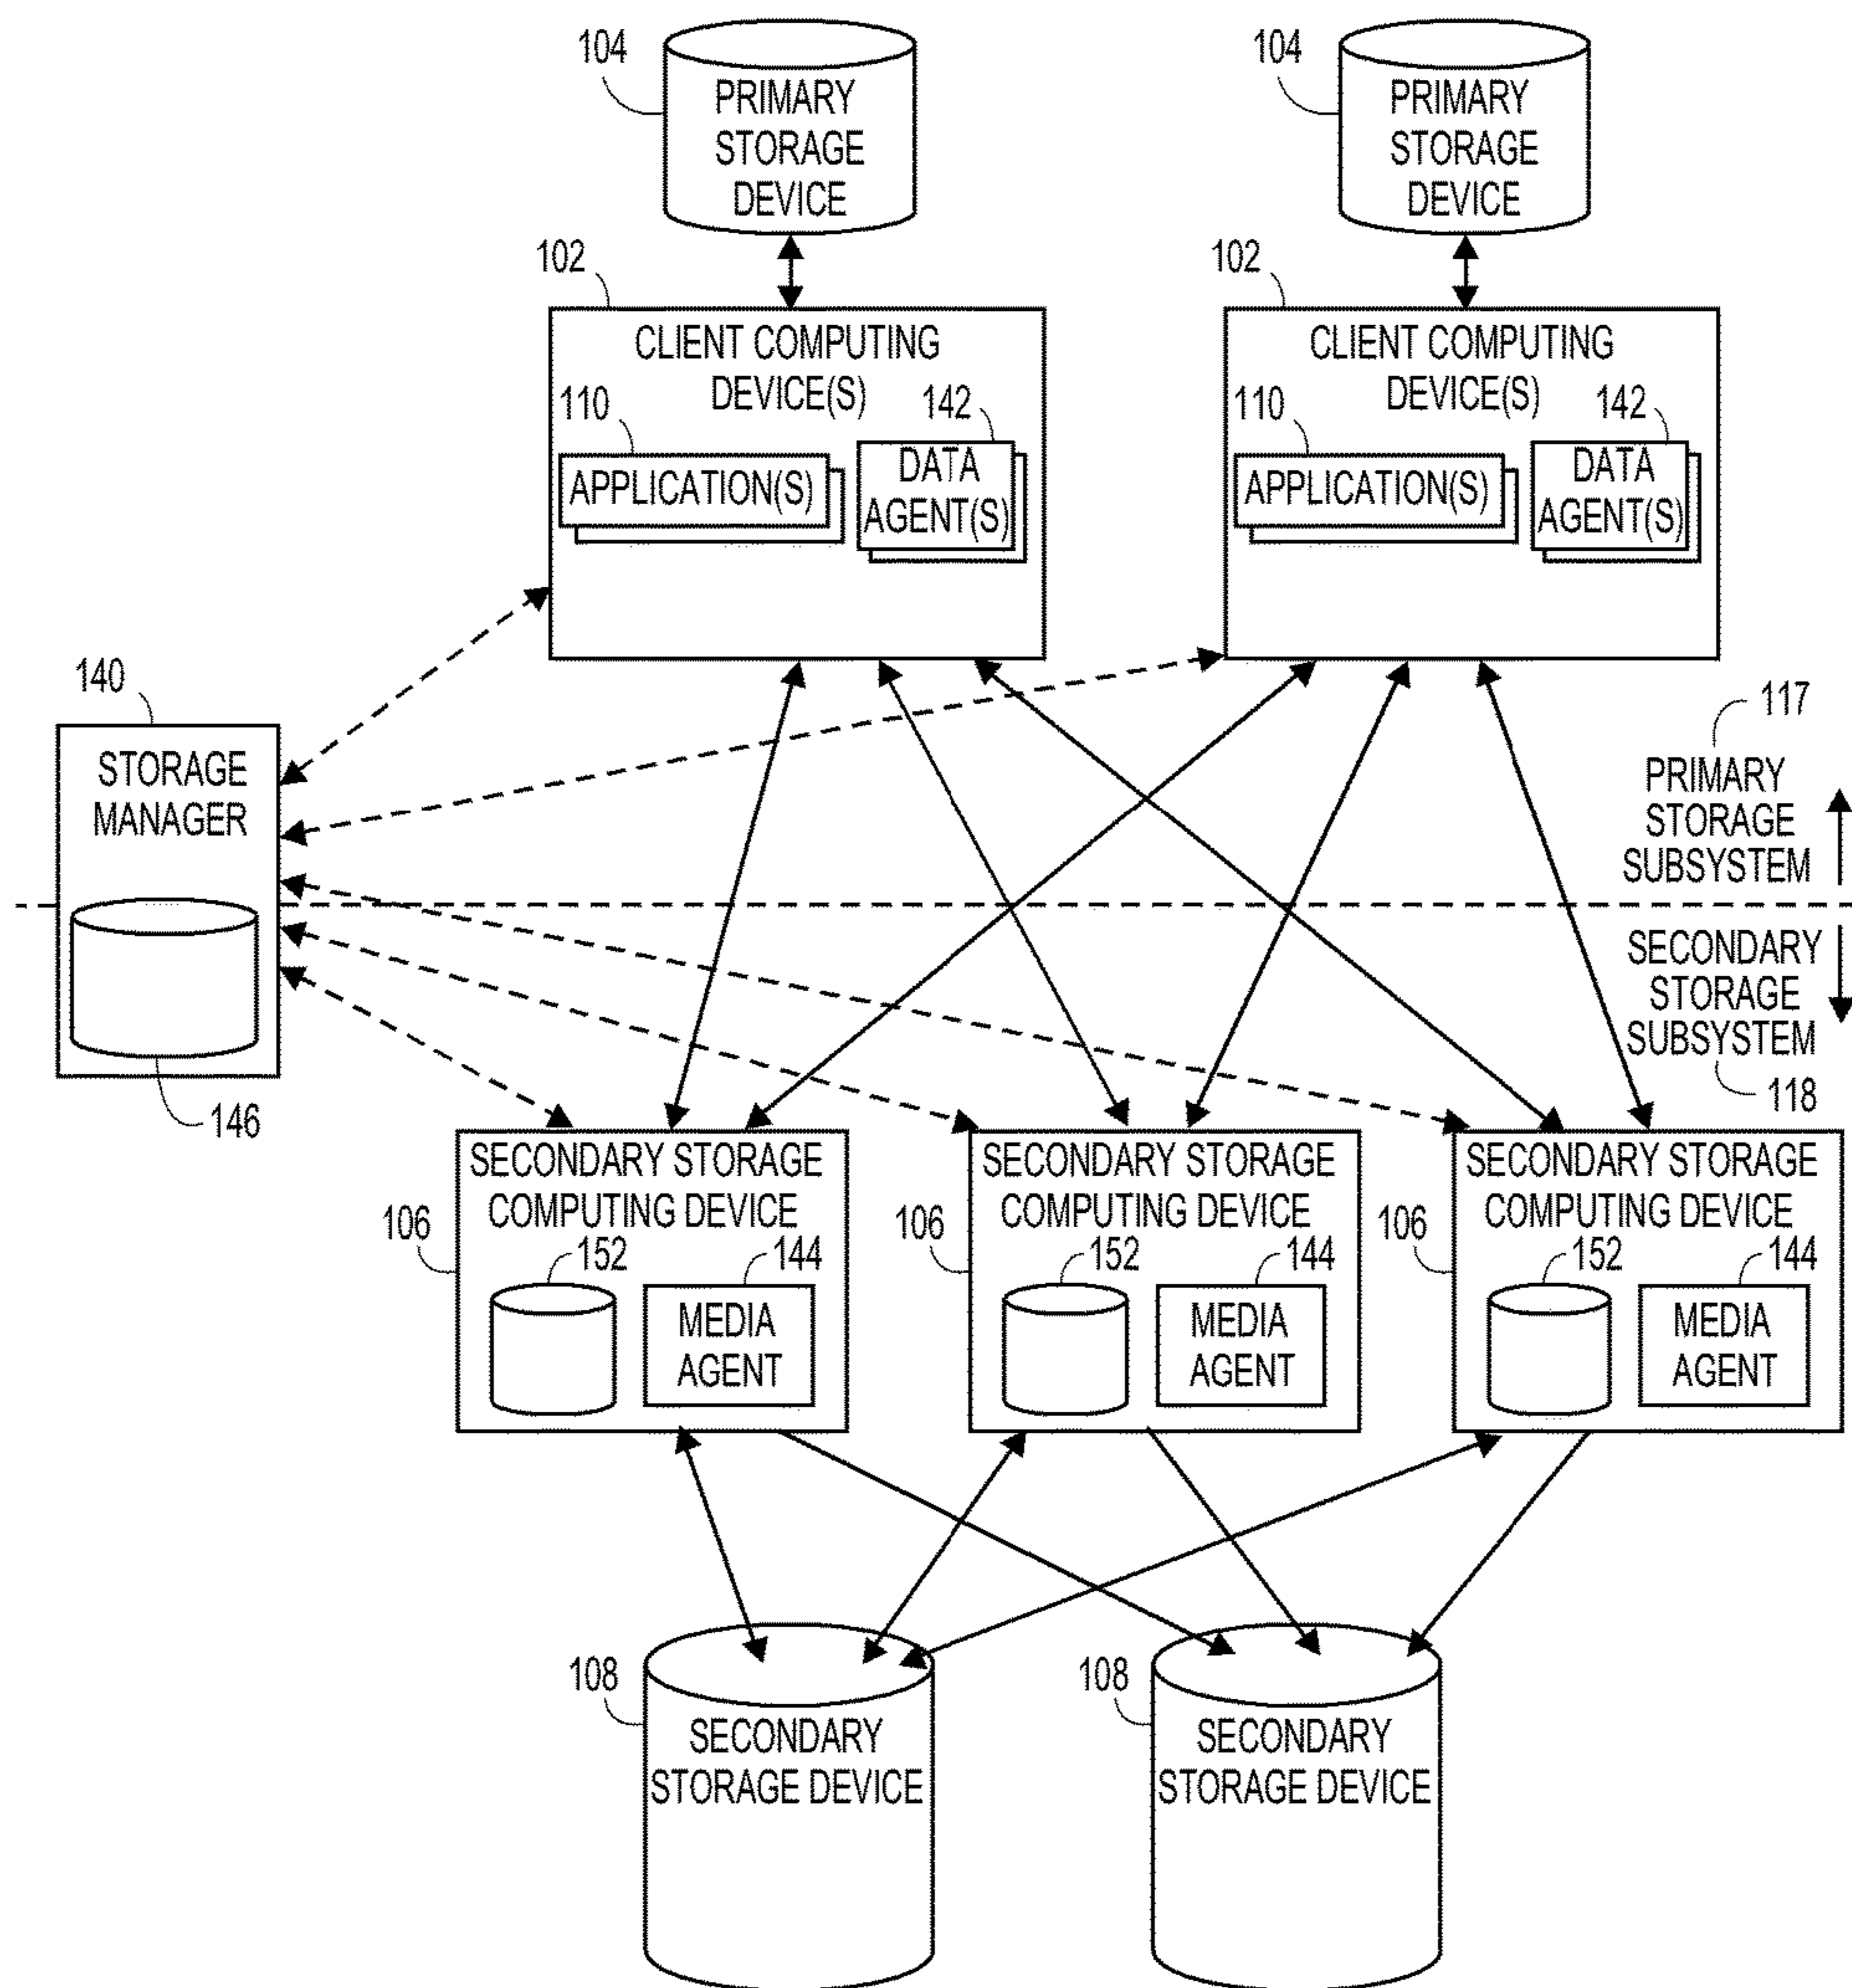 104
PRIMARY
STORAGE
DEVICE
104
PRIMARY
STORAGE
DEVICE
102
CLIENT COMPUTING
DEVICE(S)
110
142
APPLICATION(S)
DATA
AGENT(S)
102
CLIENT COMPUTING
DEVICE(S)
110
142
APPLICATION(S)
DATA
AGENT(S)
140
STORAGE
MANAGER
146
117
PRIMARY
STORAGE
SUBSYSTEM
SECONDARY
STORAGE
SUBSYSTEM
118
SECONDARY STORAGE
COMPUTING DEVICE
106
152
144
MEDIA
AGENT
SECONDARY STORAGE
COMPUTING DEVICE
106
152
144
MEDIA
AGENT
SECONDARY STORAGE
COMPUTING DEVICE
106
152
144
MEDIA
AGENT
108
SECONDARY
STORAGE DEVICE
108
SECONDARY
STORAGE DEVICE